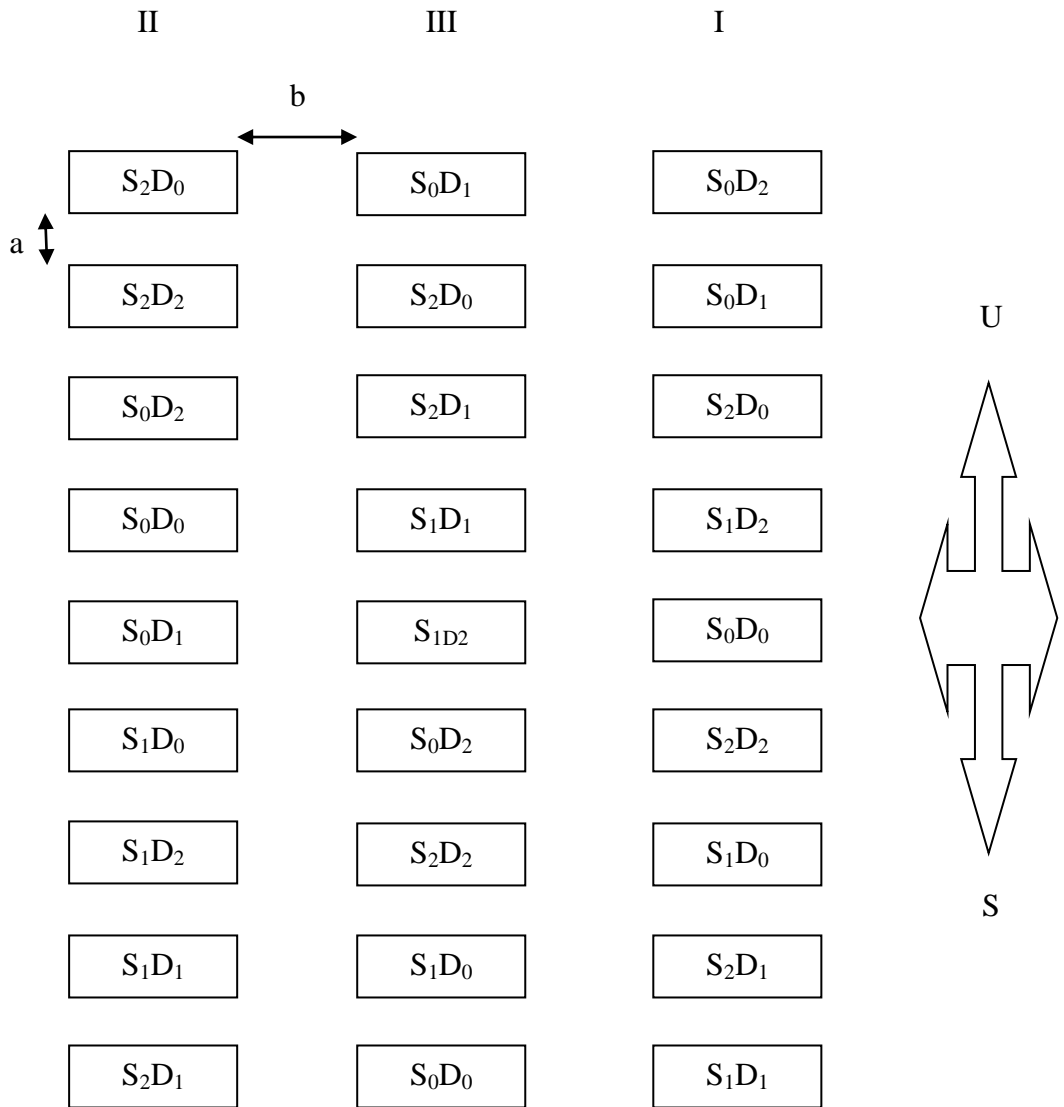 II III I
b
S₂D₀ S₀D₁ S₀D₂
a
S₂D₂ S₂D₀ S₀D₁
U
S₀D₂ S₂D₁ S₂D₀
S₀D₀ S₁D₁ S₁D₂
S₀D₁ S₁D₂ S₀D₀
S₁D₀ S₀D₂ S₂D₂
S₁D₂ S₂D₂ S₁D₀
S
S₁D₁ S₁D₀ S₂D₁
S₂D₁ S₀D₀ S₁D₁